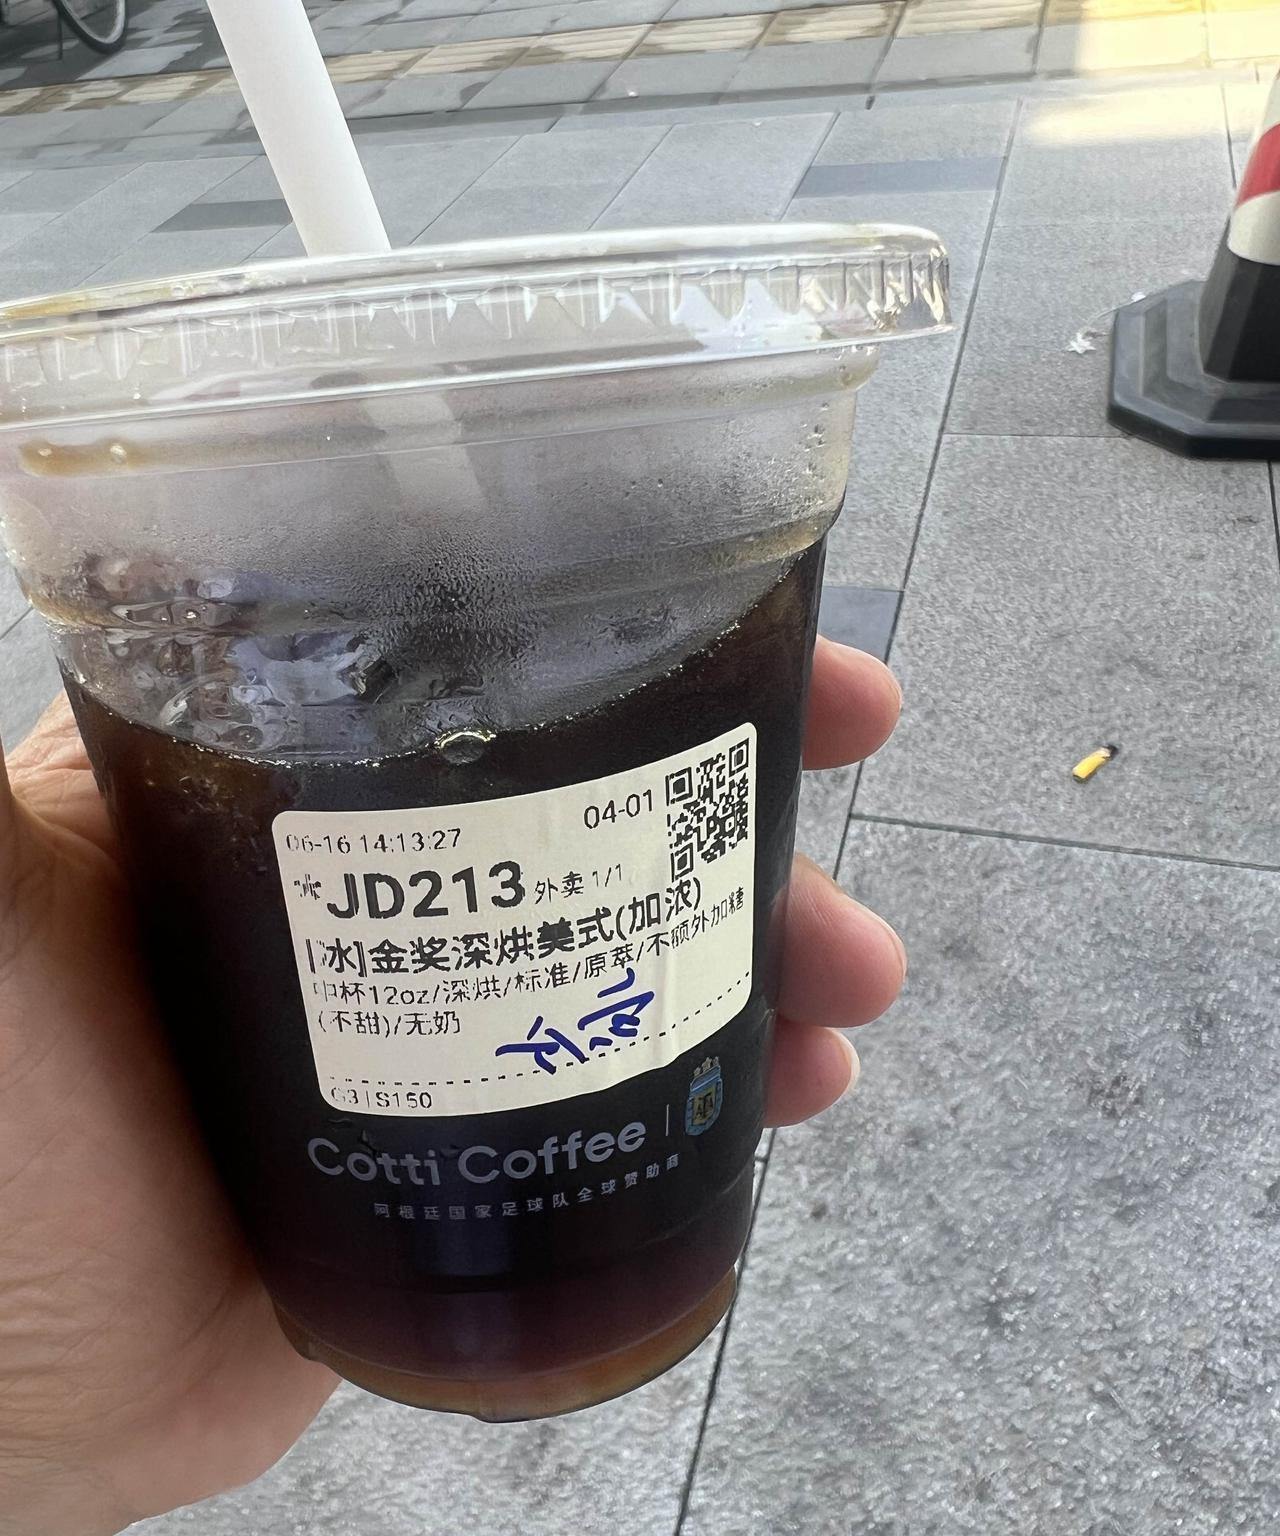 06-16 14:13:27
04-01
JD213 外卖 1/1
[冰]金奖深烘美式(加浓)
中杯12oz/深烘/标准/原萃/不额外加糖
(不甜)/无奶
G3|S150
Cotti Coffee | AFA
阿根廷国家足球队全球赞助商